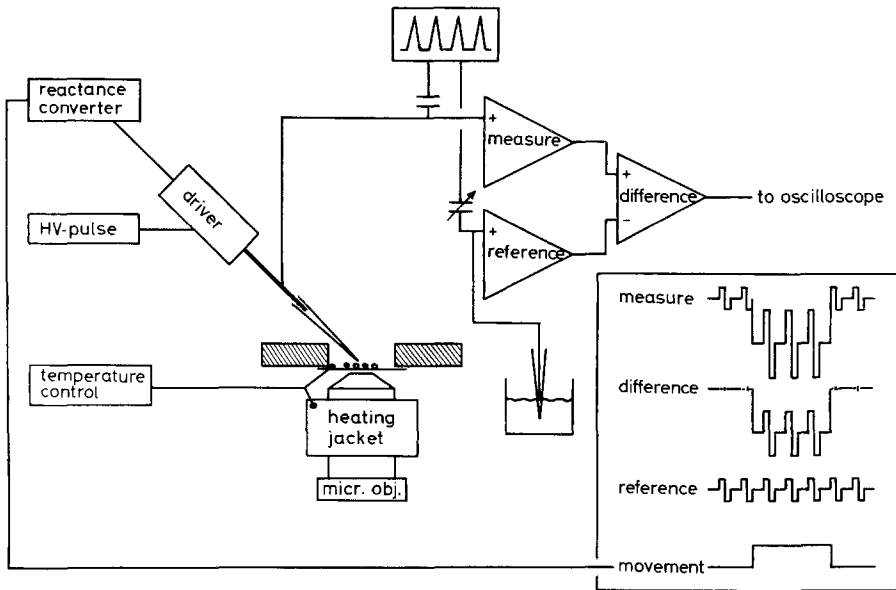 reactance
converter
driver
HV-pulse
temperature
control
heating
jacket
micr. obj.
+
measure
+
reference
+
difference
−
to oscilloscope
measure
difference
reference
movement